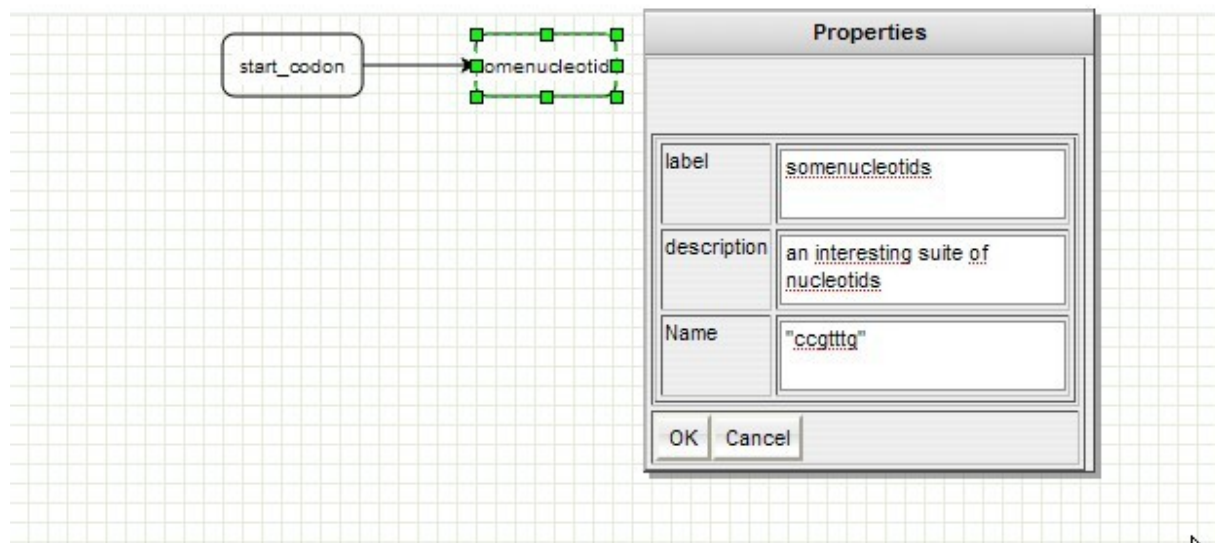 start_codon
omenucleotid
Properties
label
somenucleotids
description
an interesting suite of
nucleotids
Name
"ccgtttg"
OK
Cancel